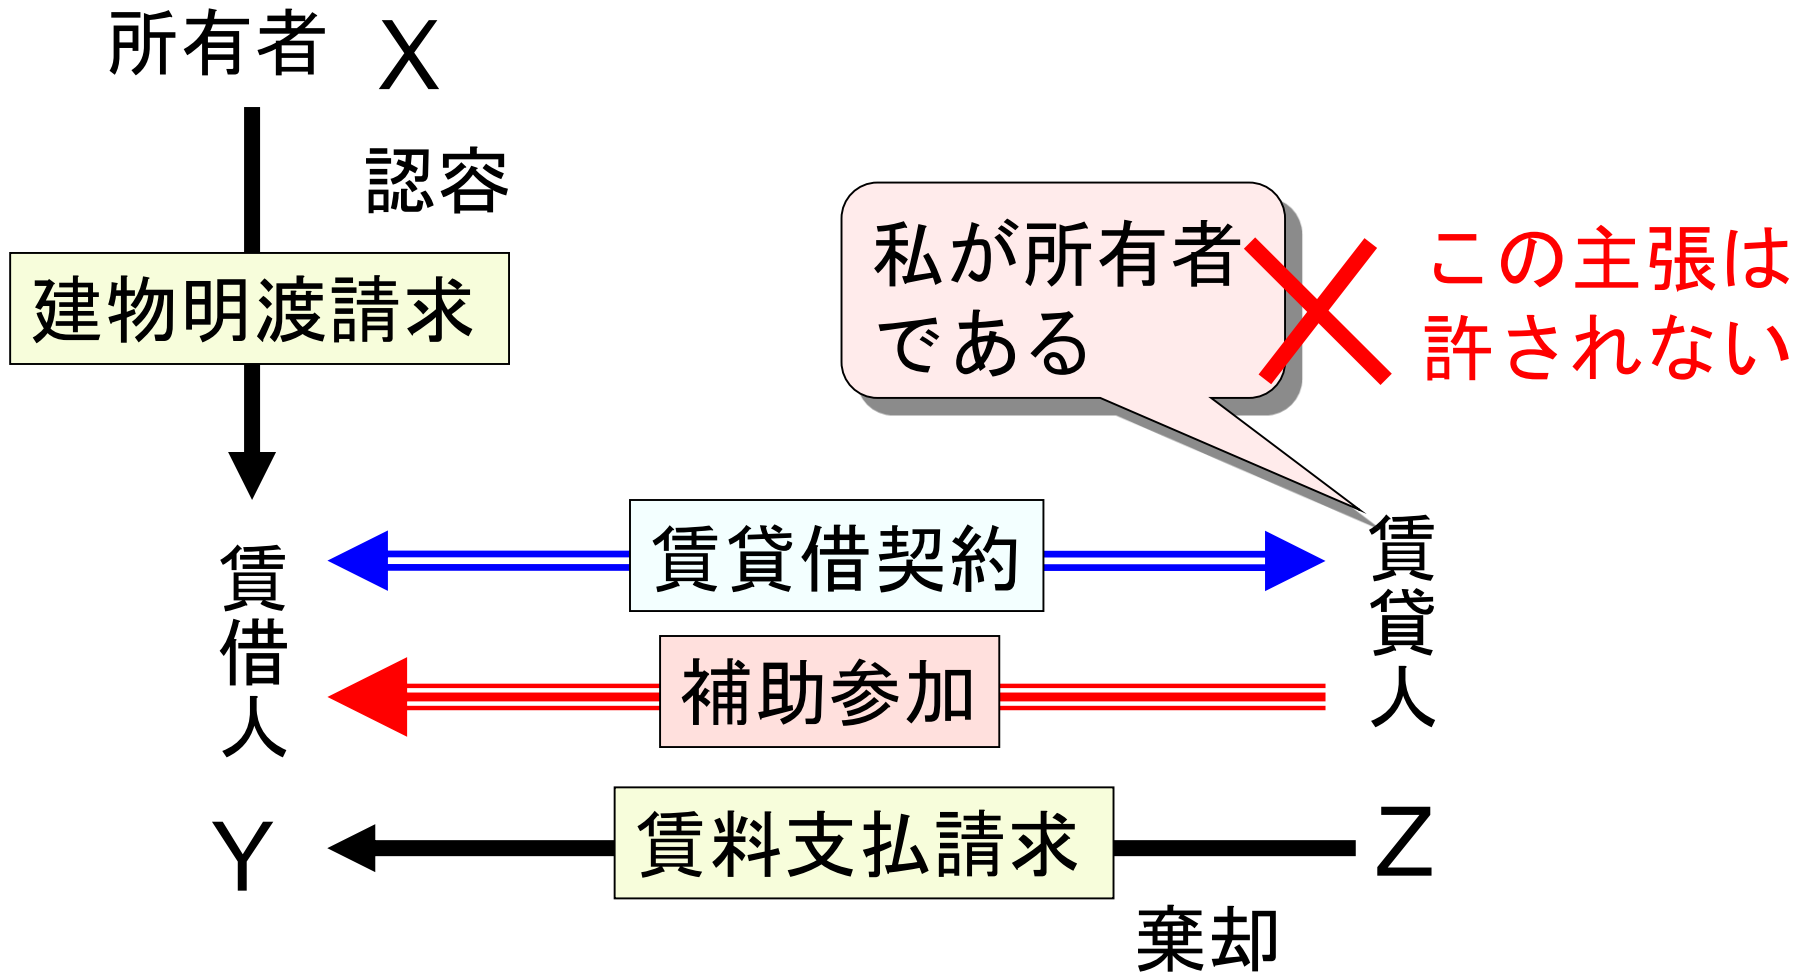 所有者 X
認容
建物明渡請求
私が所有者
である
この主張は
許されない
賃貸借契約
賃借人
Y
賃貸人
Z
補助参加
賃料支払請求
棄却